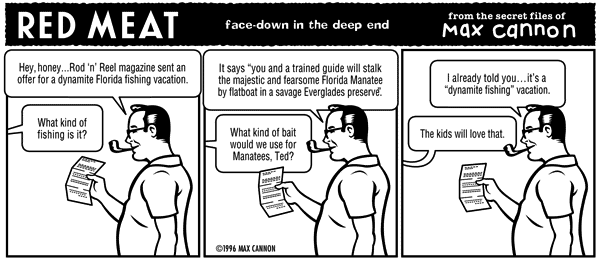 RED MEAT
face-down in the deep end
from the secret files of
max cannon
Hey, honey...Rod 'n' Reel magazine sent an
offer for a dynamite Florida fishing vacation.
What kind of
fishing is it?
It says "you and a trained guide will stalk
the majestic and fearsome Florida Manatee
by flatboat in a savage Everglades preserve".
What kind of bait
would we use for
Manatees, Ted?
©1996 MAX CANNON
I already told you...it's a
"dynamite fishing" vacation.
The kids will love that.